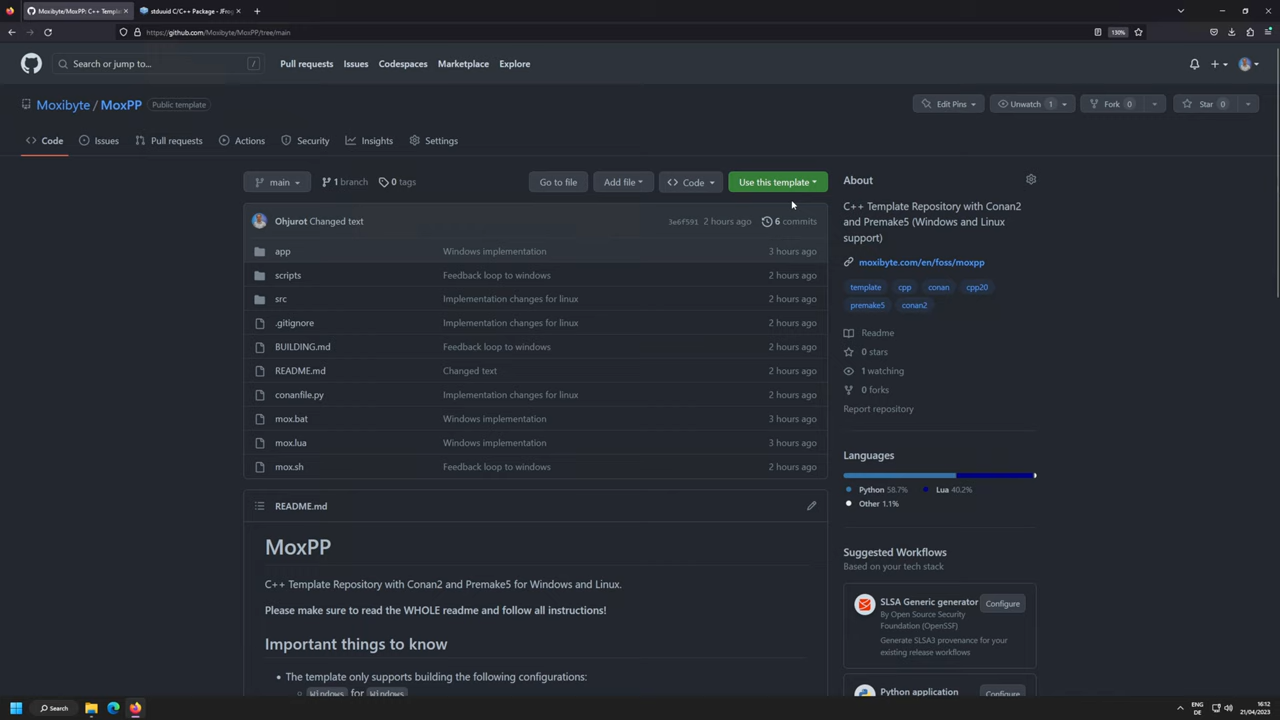 Moxibyte/MoxPP: C++ Templat
stduuid C/C++ Package - JFrog
https://github.com/Moxibyte/MoxPP/tree/main
130%
Search or jump to...
/
Pull requests
Issues
Codespaces
Marketplace
Explore
Moxibyte / MoxPP
Public template
Edit Pins
Unwatch 1
Fork 0
Star 0
Code
Issues
Pull requests
Actions
Security
Insights
Settings
main
1 branch
0 tags
Go to file
Add file
Code
Use this template
Ohjurot Changed text
3e6f591 2 hours ago
6 commits
app Windows implementation 3 hours ago
scripts Feedback loop to windows 2 hours ago
src Implementation changes for linux 2 hours ago
.gitignore Implementation changes for linux 2 hours ago
BUILDING.md Feedback loop to windows 2 hours ago
README.md Changed text 2 hours ago
conanfile.py Implementation changes for linux 2 hours ago
mox.bat Windows implementation 3 hours ago
mox.lua Windows implementation 3 hours ago
mox.sh Feedback loop to windows 2 hours ago
README.md
MoxPP
C++ Template Repository with Conan2 and Premake5 for Windows and Linux.
Please make sure to read the WHOLE readme and follow all instructions!
Important things to know
The template only supports building the following configurations:
Windows for Windows
About
C++ Template Repository with Conan2
and Premake5 (Windows and Linux
support)
moxibyte.com/en/foss/moxpp
template cpp conan cpp20
premake5 conan2
Readme
0 stars
1 watching
0 forks
Report repository
Languages
Python 58.7% Lua 40.2%
Other 1.1%
Suggested Workflows
Based on your tech stack
SLSA Generic generator
Configure
By Open Source Security
Foundation (OpenSSF)
Generate SLSA3 provenance for your
existing release workflows
Python application
Configure
Search
ENG
DE
16:12
21/04/2023